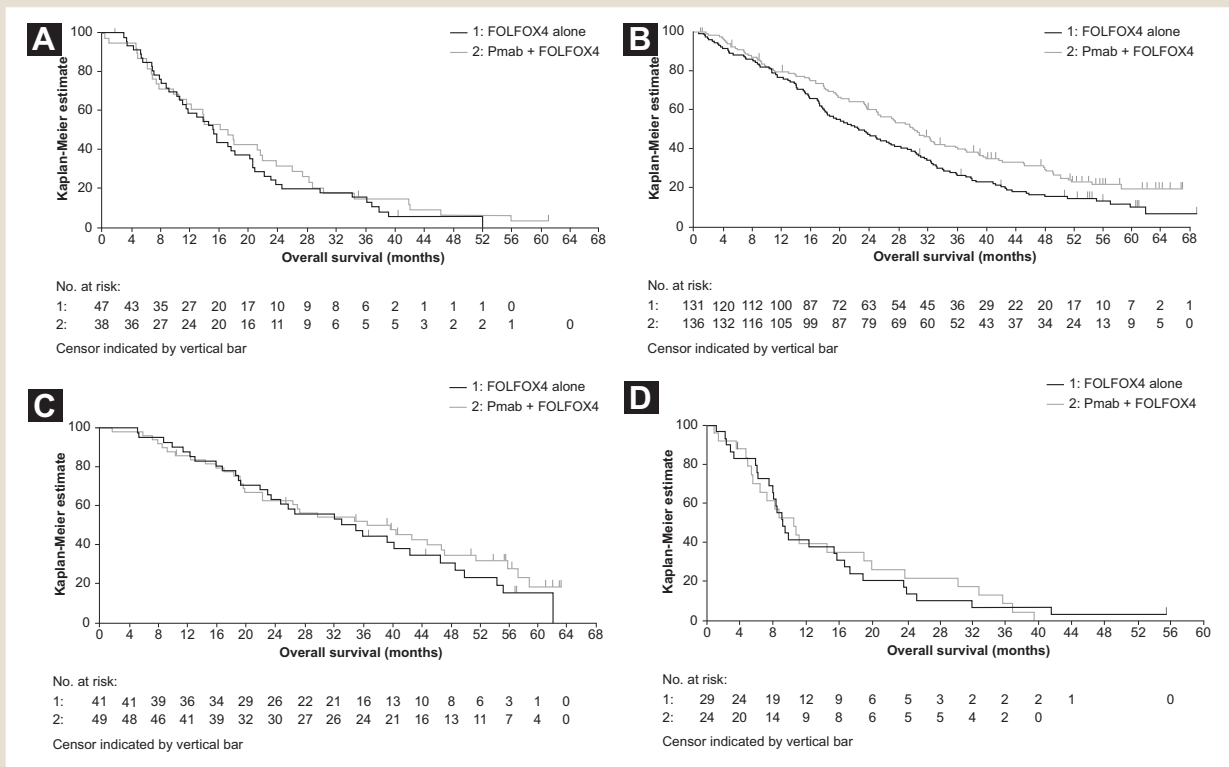 A
1: FOLFOX4 alone
2: Pmab + FOLFOX4
Kaplan-Meier estimate
100
80
60
40
20
0
0 4 8 12 16 20 24 28 32 36 40 44 48 52 56 60 64 68
Overall survival (months)
No. at risk:
1: 47 43 35 27 20 17 10 9 8 6 2 1 1 1 0
2: 38 36 27 24 20 16 11 9 6 5 5 3 2 2 1 0
Censor indicated by vertical bar
B
1: FOLFOX4 alone
2: Pmab + FOLFOX4
Kaplan-Meier estimate
100
80
60
40
20
0
0 4 8 12 16 20 24 28 32 36 40 44 48 52 56 60 64 68
Overall survival (months)
No. at risk:
1: 131 120 112 100 87 72 63 54 45 36 29 22 20 17 10 7 2 1
2: 136 132 116 105 99 87 79 69 60 52 43 37 34 24 13 9 5 0
Censor indicated by vertical bar
C
1: FOLFOX4 alone
2: Pmab + FOLFOX4
Kaplan-Meier estimate
100
80
60
40
20
0
0 4 8 12 16 20 24 28 32 36 40 44 48 52 56 60 64 68
Overall survival (months)
No. at risk:
1: 41 41 39 36 34 29 26 22 21 16 13 10 8 6 3 1 0
2: 49 48 46 41 39 32 30 27 26 24 21 16 13 11 7 4 0
Censor indicated by vertical bar
D
1: FOLFOX4 alone
2: Pmab + FOLFOX4
Kaplan-Meier estimate
100
80
60
40
20
0
0 4 8 12 16 20 24 28 32 36 40 44 48 52 56 60
Overall survival (months)
No. at risk:
1: 29 24 19 12 9 6 5 3 2 2 2 1 0
2: 24 20 14 9 8 6 5 5 4 2 0
Censor indicated by vertical bar